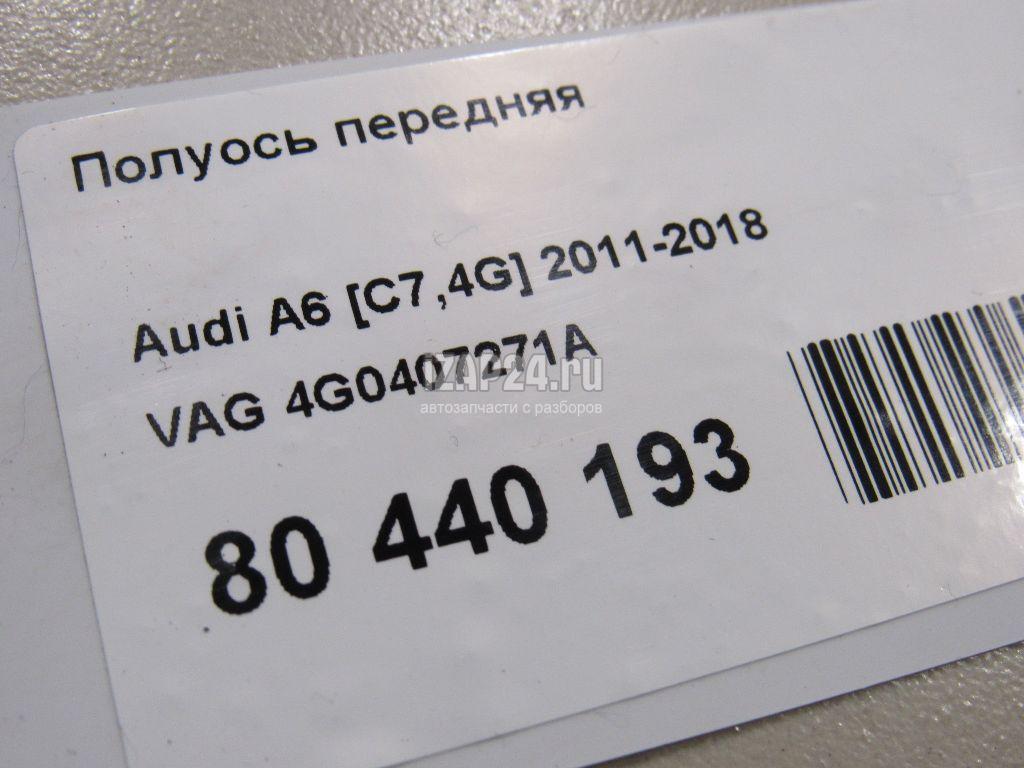 Полуось передняя
Audi A6 [C7,4G] 2011-2018
VAG 4G0407271A
ZAP24.ru
автозапчасти с разборов
80 440 193